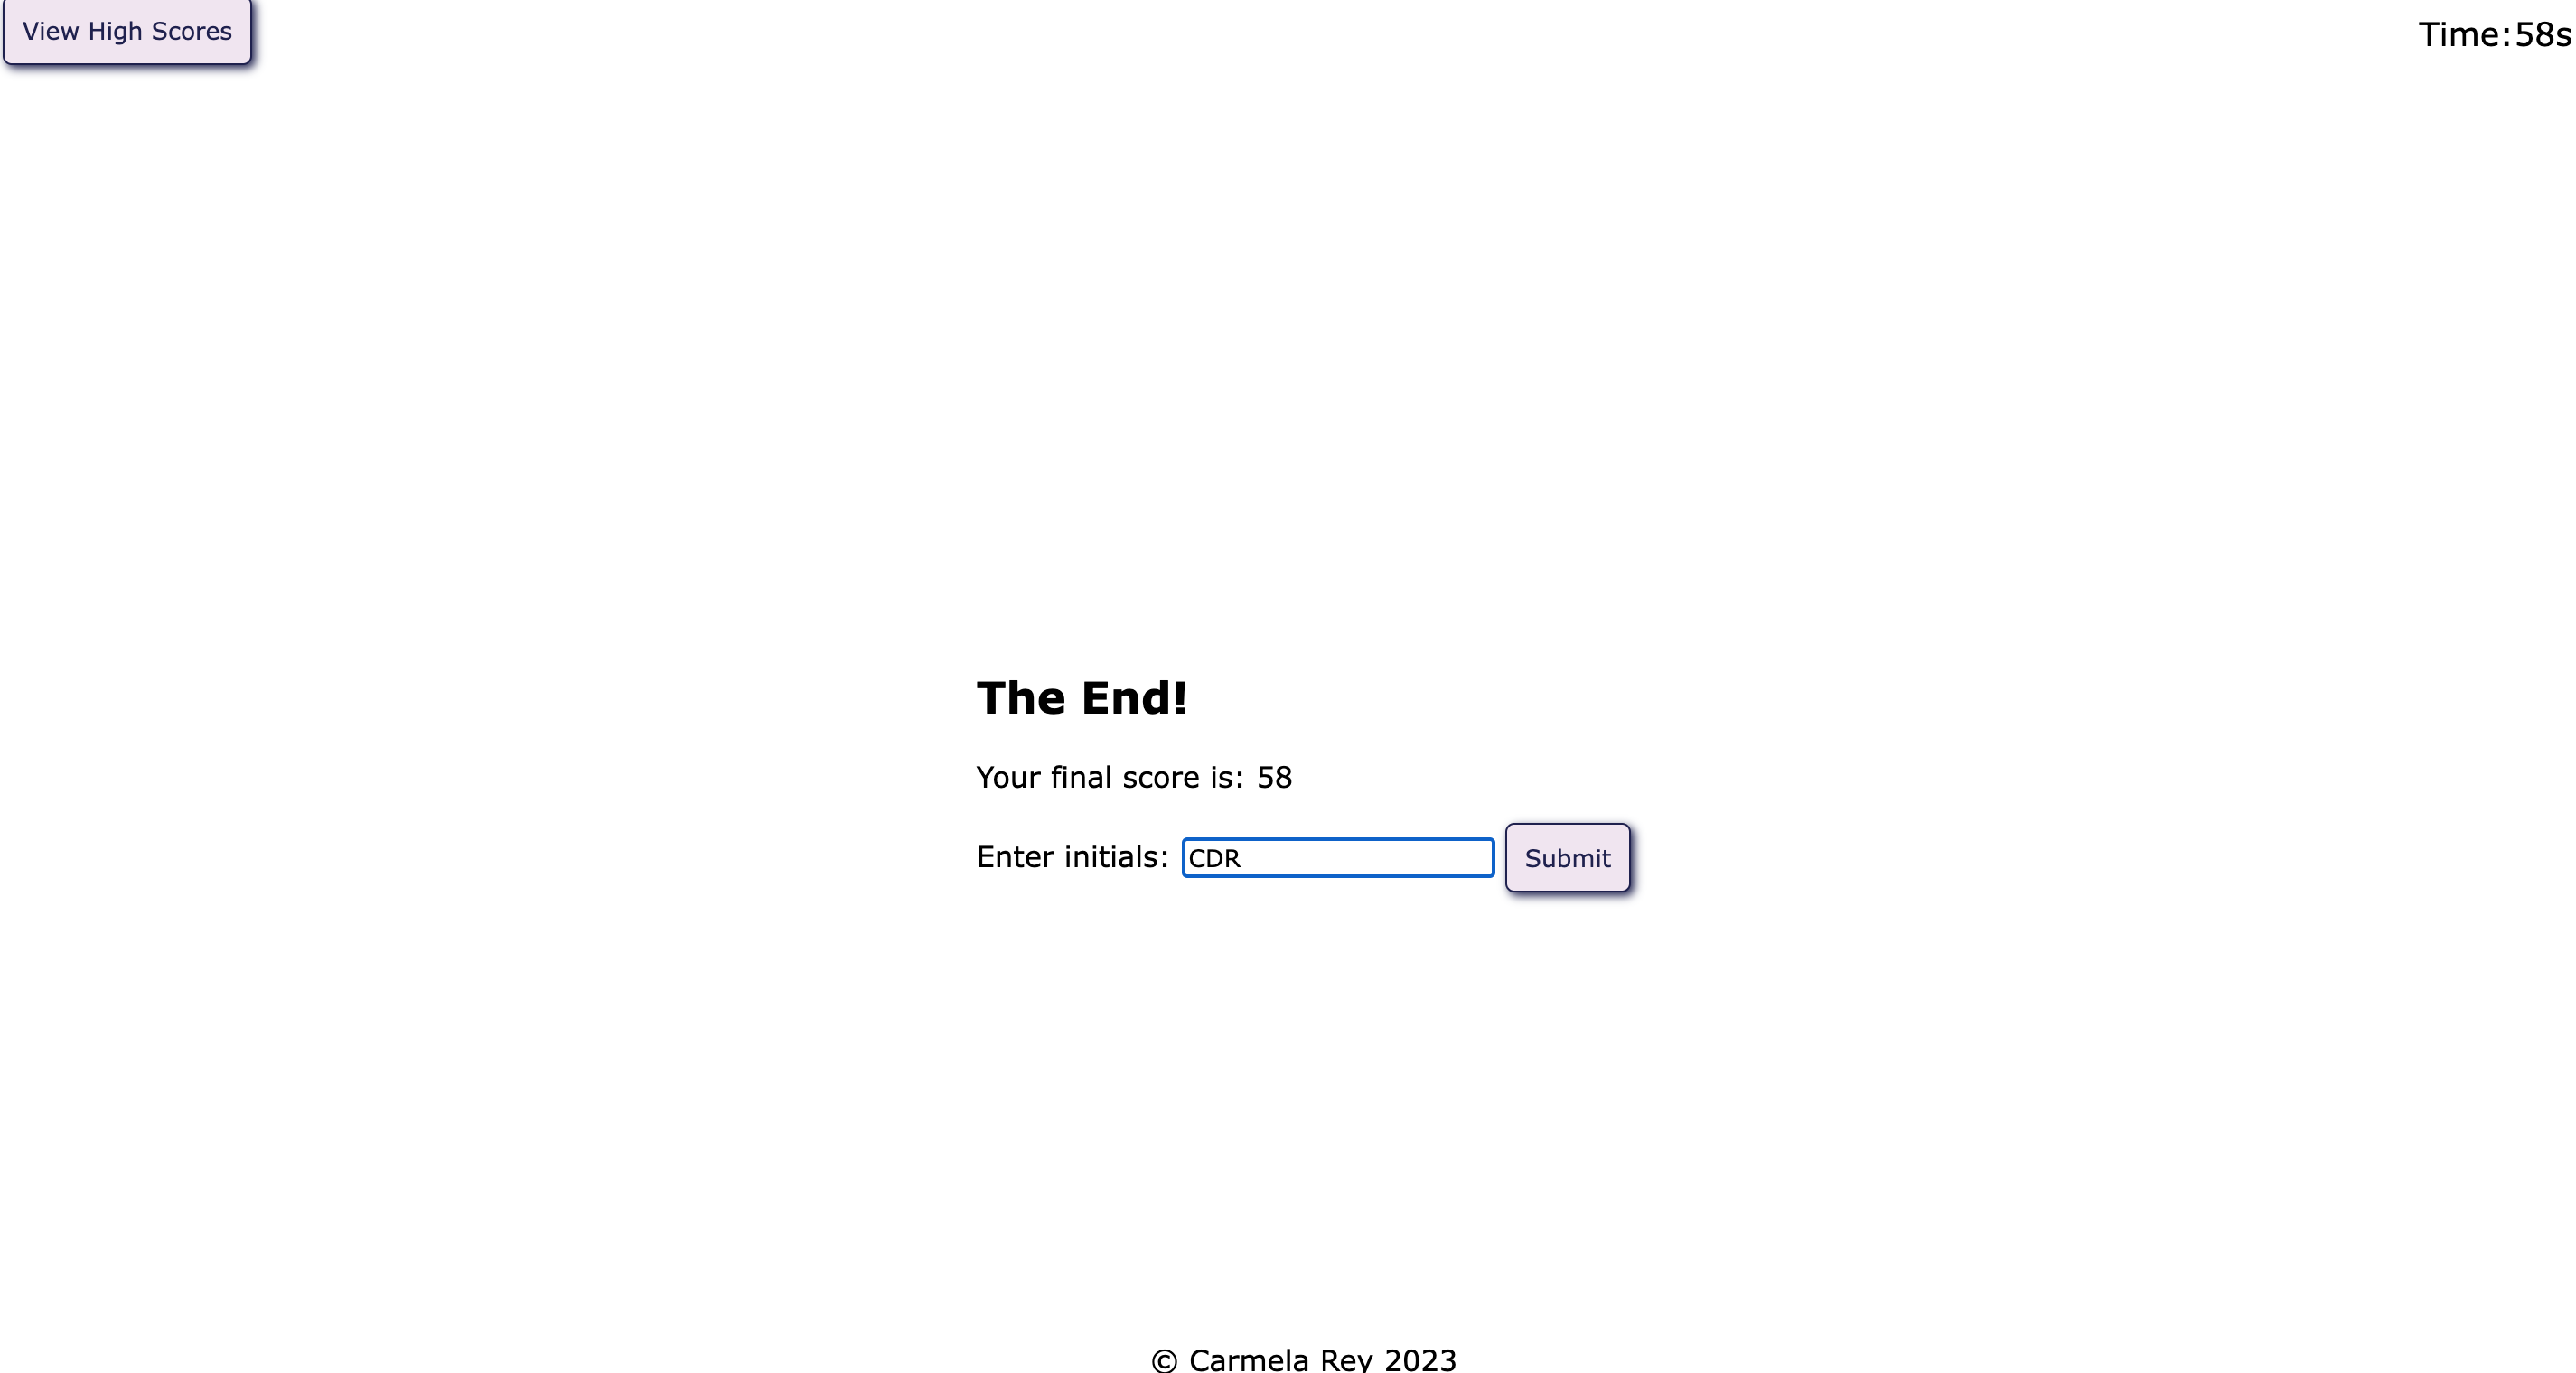 View High Scores
Time:58s
The End!
Your final score is: 58
Enter initials: CDR Submit
© Carmela Rey 2023